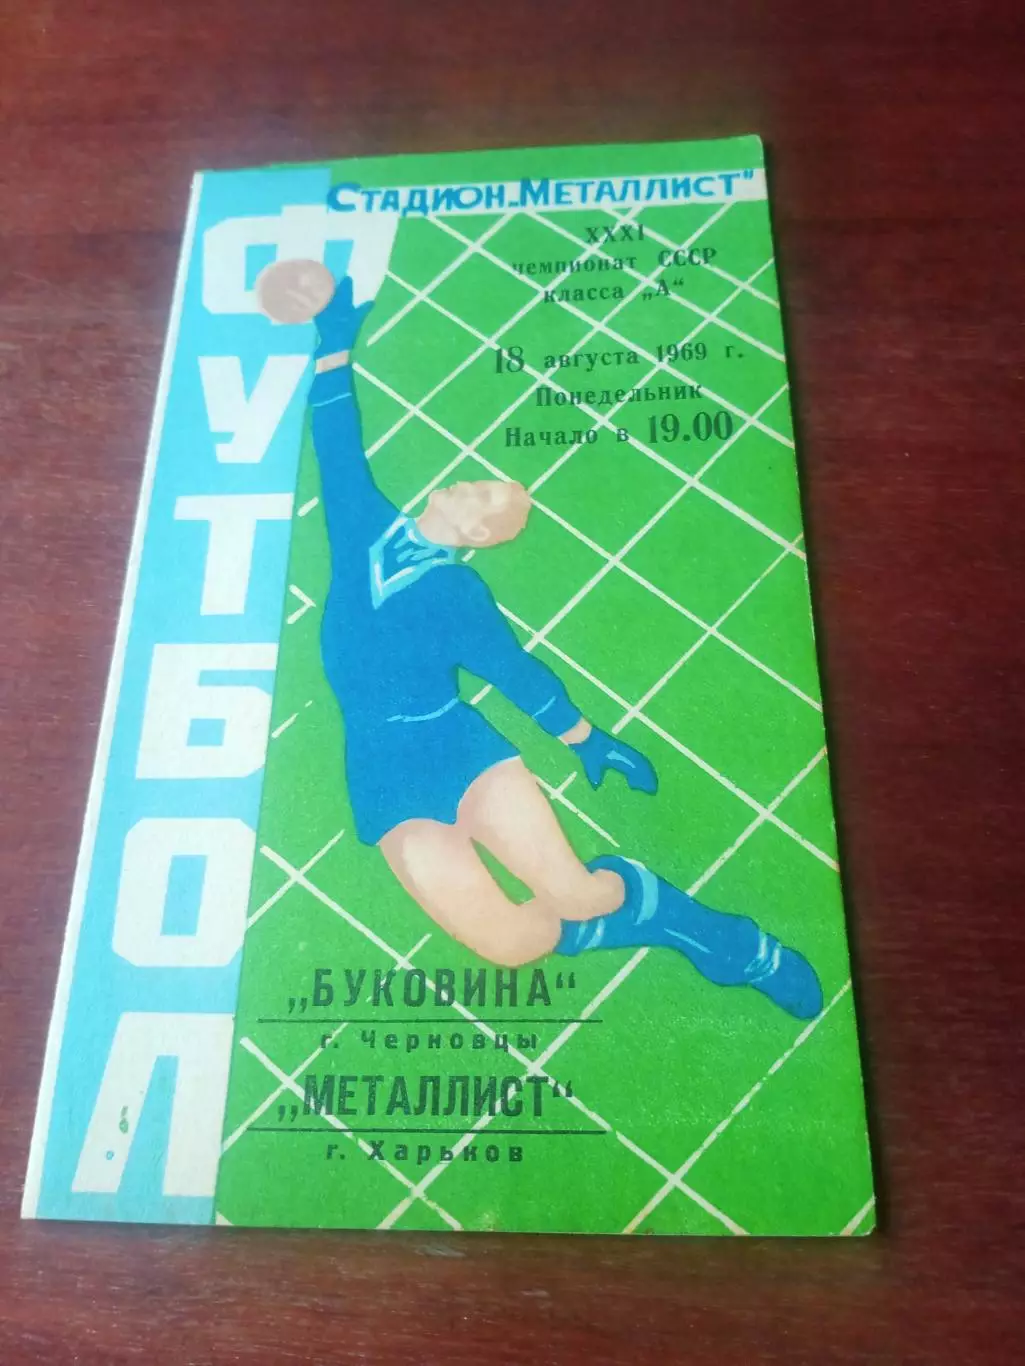 ФУТБОЛ
Стадион „Металлист"
XXXI
чемпионат СССР
класса „А“
18 августа 1969 г.
Понедельник
Начало в 19.00
„БУКОВИНА“
г. Черновцы
„МЕТАЛЛИСТ“
г. Харьков